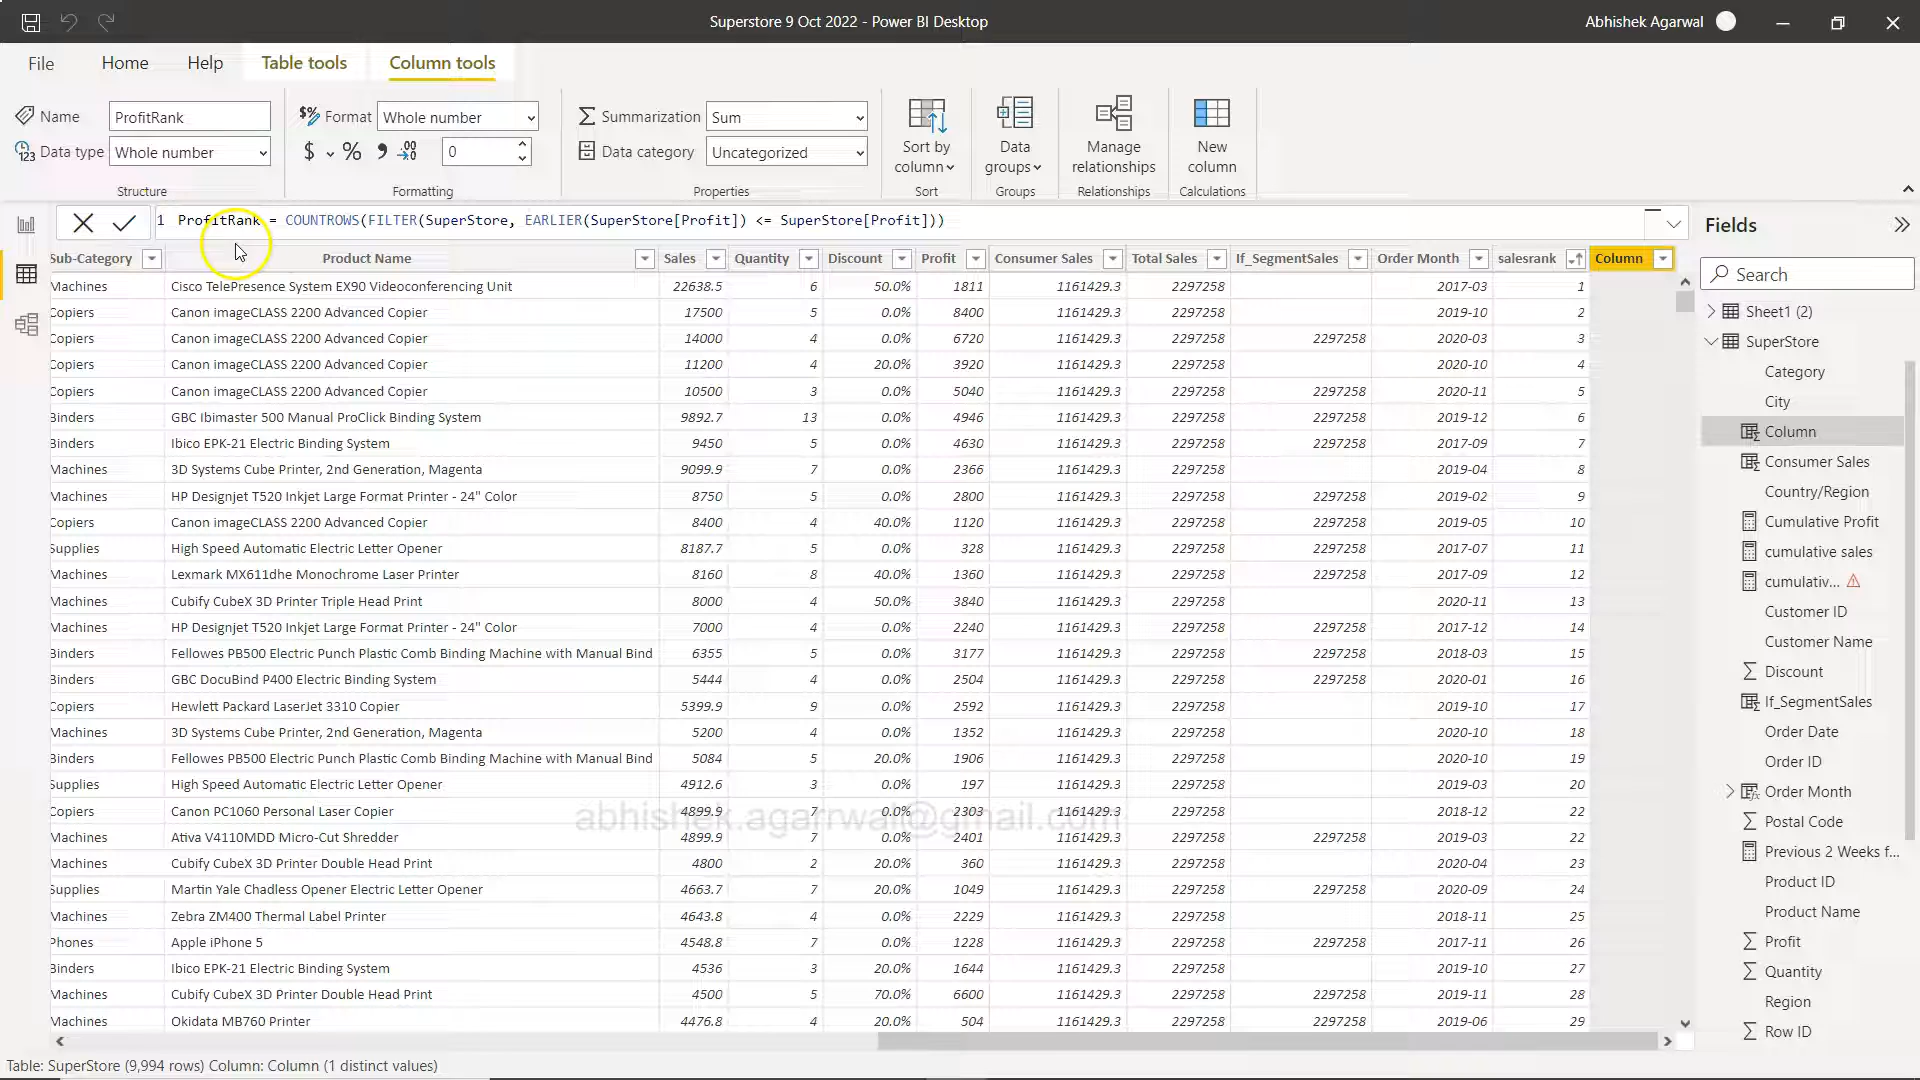 Superstore 9 Oct 2022 - Power BI Desktop
Abhishek Agarwal
File Home Help Table tools Column tools
Name ProfitRank $% Format Whole number Summarization Sum
Data type Whole number $ % 0 Data category Uncategorized
Sort by column Data groups Manage relationships New column
Structure Formatting Properties Sort Groups Relationships Calculations
1 ProfitRank = COUNTROWS(FILTER(SuperStore, EARLIER(SuperStore[Profit]) <= SuperStore[Profit]))
Sub-Category Product Name Sales Quantity Discount Profit Consumer Sales Total Sales If_SegmentSales Order Month salesrank Column
Machines Cisco TelePresence System EX90 Videoconferencing Unit 22638.5 6 50.0% 1811 1161429.3 2297258 2017-03 1
Copiers Canon imageCLASS 2200 Advanced Copier 17500 5 0.0% 8400 1161429.3 2297258 2019-10 2
Copiers Canon imageCLASS 2200 Advanced Copier 14000 4 0.0% 6720 1161429.3 2297258 2297258 2020-03 3
Copiers Canon imageCLASS 2200 Advanced Copier 11200 4 20.0% 3920 1161429.3 2297258 2020-10 4
Copiers Canon imageCLASS 2200 Advanced Copier 10500 3 0.0% 5040 1161429.3 2297258 2297258 2020-11 5
Binders GBC Ibimaster 500 Manual ProClick Binding System 9892.7 13 0.0% 4946 1161429.3 2297258 2297258 2019-12 6
Binders Ibico EPK-21 Electric Binding System 9450 5 0.0% 4630 1161429.3 2297258 2297258 2017-09 7
Machines 3D Systems Cube Printer, 2nd Generation, Magenta 9099.9 7 0.0% 2366 1161429.3 2297258 2019-04 8
Machines HP Designjet T520 Inkjet Large Format Printer - 24" Color 8750 5 0.0% 2800 1161429.3 2297258 2297258 2019-02 9
Copiers Canon imageCLASS 2200 Advanced Copier 8400 4 40.0% 1120 1161429.3 2297258 2297258 2019-05 10
Supplies High Speed Automatic Electric Letter Opener 8187.7 5 0.0% 328 1161429.3 2297258 2297258 2017-07 11
Machines Lexmark MX611dhe Monochrome Laser Printer 8160 8 40.0% 1360 1161429.3 2297258 2297258 2017-09 12
Machines Cubify CubeX 3D Printer Triple Head Print 8000 4 50.0% 3840 1161429.3 2297258 2020-11 13
Machines HP Designjet T520 Inkjet Large Format Printer - 24" Color 7000 4 0.0% 2240 1161429.3 2297258 2297258 2017-12 14
Binders Fellowes PB500 Electric Punch Plastic Comb Binding Machine with Manual Bind 6355 5 0.0% 3177 1161429.3 2297258 2297258 2018-03 15
Binders GBC DocuBind P400 Electric Binding System 5444 4 0.0% 2504 1161429.3 2297258 2297258 2020-01 16
Copiers Hewlett Packard LaserJet 3310 Copier 5399.9 9 0.0% 2592 1161429.3 2297258 2019-10 17
Machines 3D Systems Cube Printer, 2nd Generation, Magenta 5200 4 0.0% 1352 1161429.3 2297258 2020-10 18
Binders Fellowes PB500 Electric Punch Plastic Comb Binding Machine with Manual Bind 5084 5 20.0% 1906 1161429.3 2297258 2020-10 19
Supplies High Speed Automatic Electric Letter Opener 4912.6 3 0.0% 197 1161429.3 2297258 2019-03 20
Copiers Canon PC1060 Personal Laser Copier 4899.9 7 0.0% 2303 1161429.3 2297258 2018-12 22
abhishek.agarrwal@gmail.com
Machines Ativa V4110MDD Micro-Cut Shredder 4899.9 7 0.0% 2401 1161429.3 2297258 2297258 2019-03 22
Machines Cubify CubeX 3D Printer Double Head Print 4800 2 20.0% 360 1161429.3 2297258 2020-04 23
Supplies Martin Yale Chadless Opener Electric Letter Opener 4663.7 7 20.0% 1049 1161429.3 2297258 2297258 2020-09 24
Machines Zebra ZM400 Thermal Label Printer 4643.8 4 0.0% 2229 1161429.3 2297258 2018-11 25
Phones Apple iPhone 5 4548.8 7 0.0% 1228 1161429.3 2297258 2297258 2017-11 26
Binders Ibico EPK-21 Electric Binding System 4536 3 20.0% 1644 1161429.3 2297258 2019-10 27
Machines Cubify CubeX 3D Printer Double Head Print 4500 5 70.0% 6600 1161429.3 2297258 2297258 2019-11 28
Machines Okidata MB760 Printer 4476.8 4 20.0% 504 1161429.3 2297258 2297258 2019-06 29
Table: SuperStore (9,994 rows) Column: Column (1 distinct values)
Fields
Search
Sheet1 (2)
SuperStore
Category
City
Column
Consumer Sales
Country/Region
Cumulative Profit
cumulative sales
cumulativ...
Customer ID
Customer Name
Discount
If_SegmentSales
Order Date
Order ID
Order Month
Postal Code
Previous 2 Weeks f...
Product ID
Product Name
Profit
Quantity
Region
Row ID